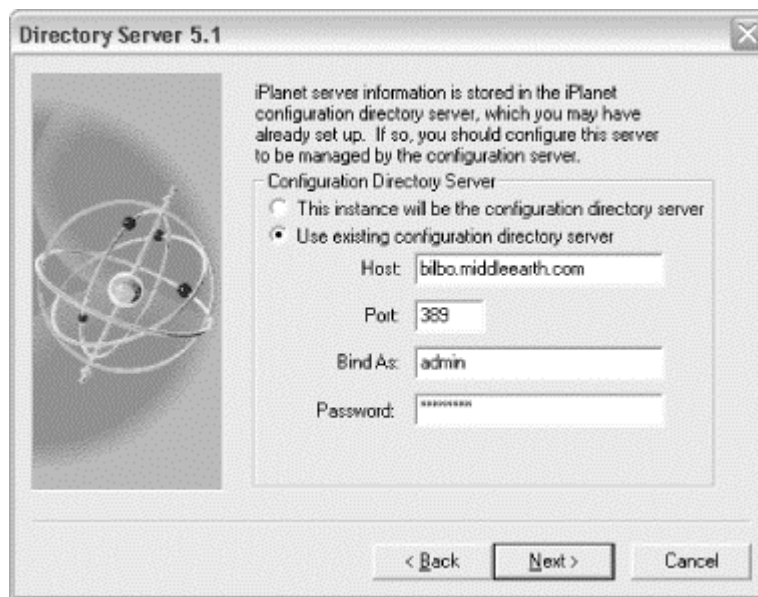 Directory Server 5.1
iPlanet server information is stored in the iPlanet
configuration directory server, which you may have
already set up. If so, you should configure this server
to be managed by the configuration server.
Configuration Directory Server
This instance will be the configuration directory server
Use existing configuration directory server
Host: bilbo.middleearth.com
Port: 389
Bind As: admin
Password: *********
< Back Next > Cancel